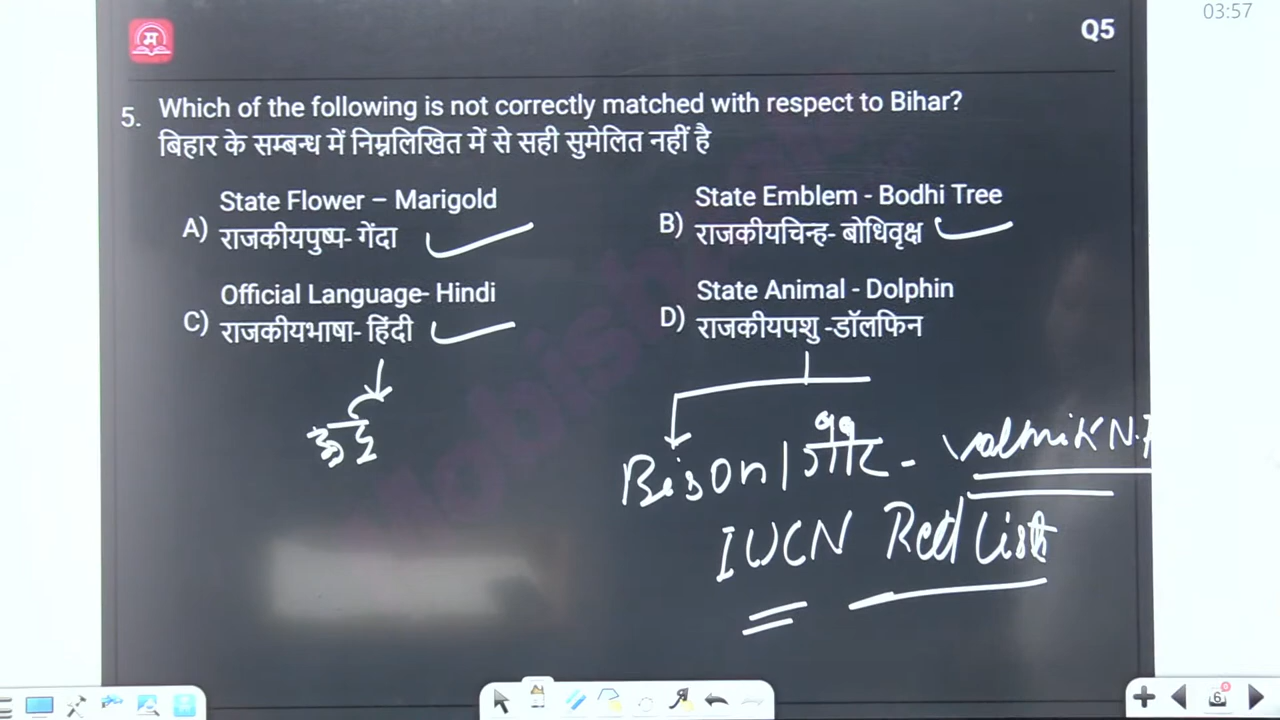 03:57
म
Q5
5. Which of the following is not correctly matched with respect to Bihar?
बिहार के सम्बन्ध में निम्नलिखित में से सही सुमेलित नहीं है
A) State Flower – Marigold
राजकीयपुष्प- गेंदा
B) State Emblem - Bodhi Tree
राजकीयचिन्ह- बोधिवृक्ष
C) Official Language- Hindi
राजकीयभाषा- हिंदी
D) State Animal - Dolphin
राजकीयपशु -डॉलफिन
Bison | गौर - valmiki N.
IUCN Red List
6